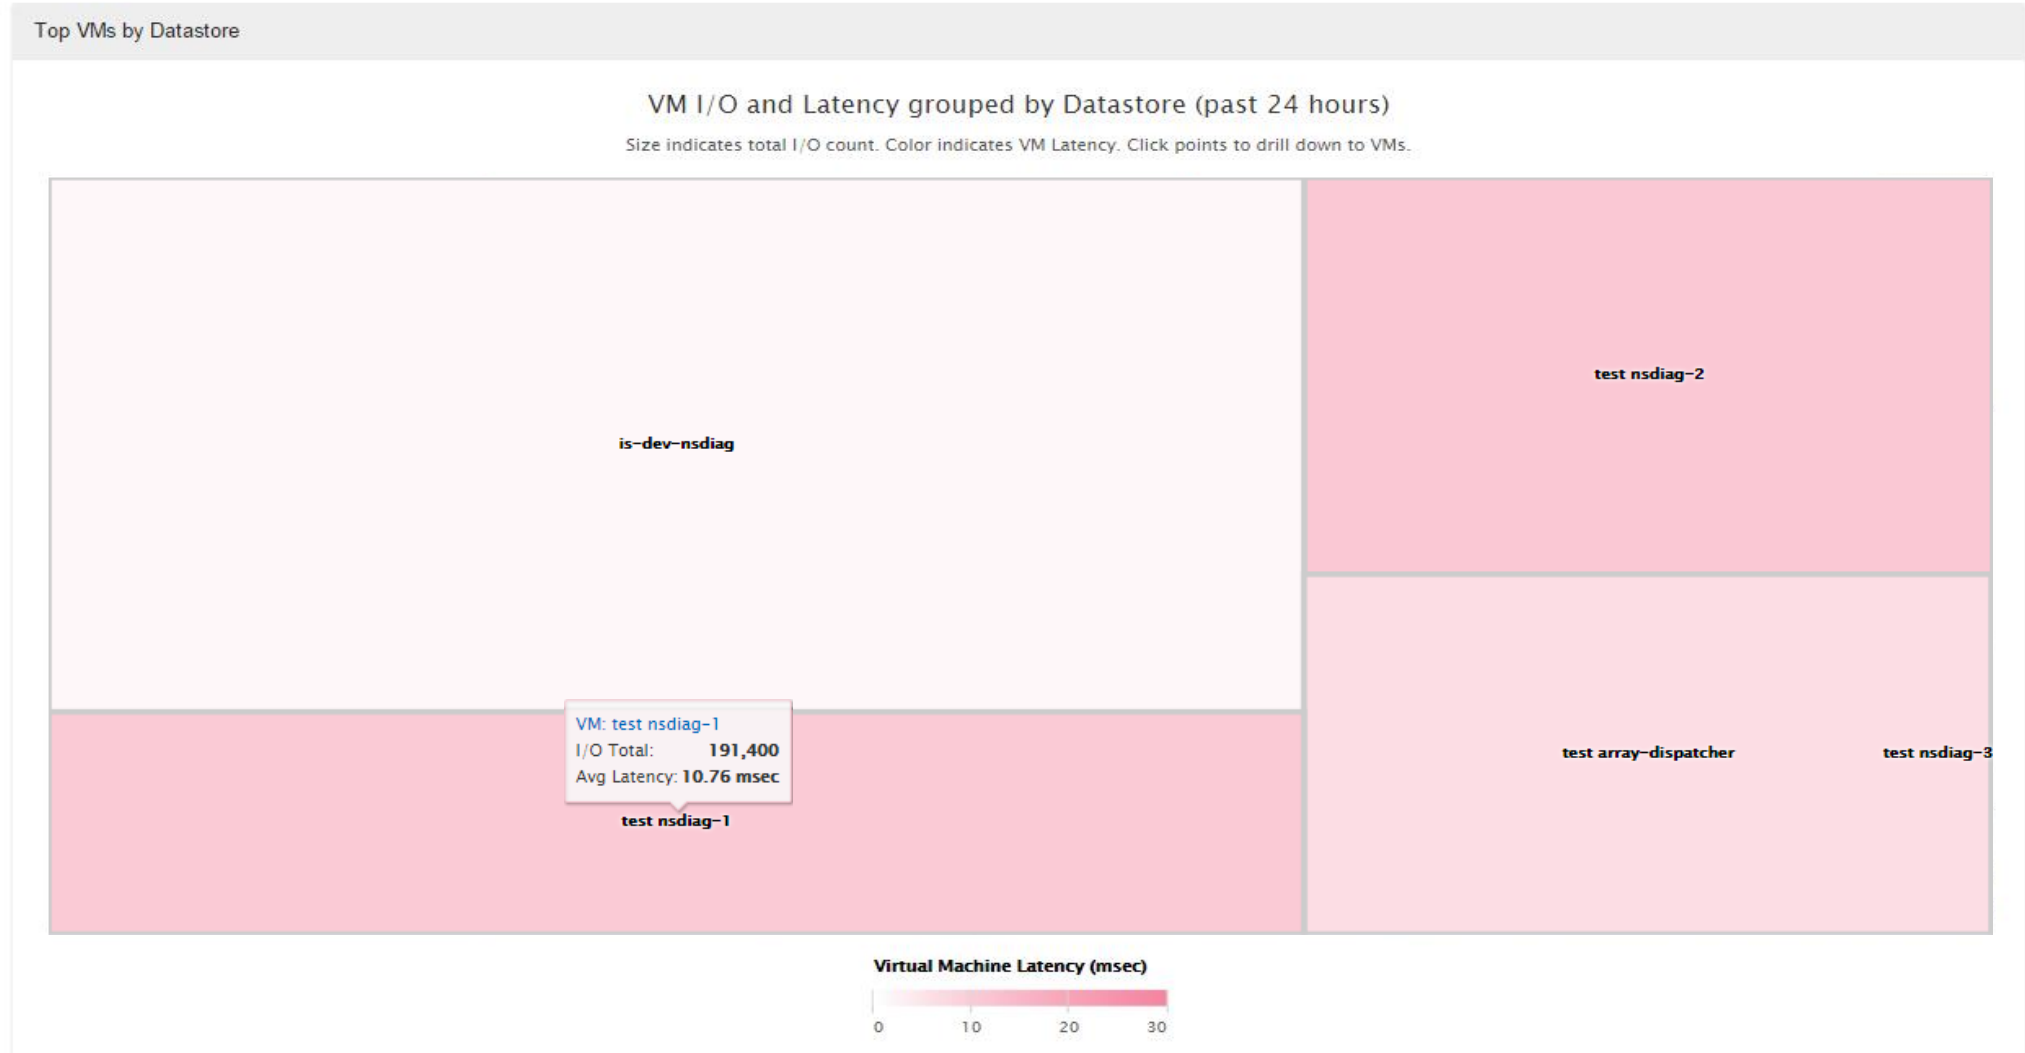 Top VMs by Datastore
VM I/O and Latency grouped by Datastore (past 24 hours)
Size indicates total I/O count. Color indicates VM Latency. Click points to drill down to VMs.
test nsdiag-2
is-dev-nsdiag
VM: test nsdiag-1
I/O Total: 191,400
Avg Latency: 10.76 msec
test array-dispatcher test nsdiag-3
test nsdiag-1
Virtual Machine Latency (msec)
0 10 20 30